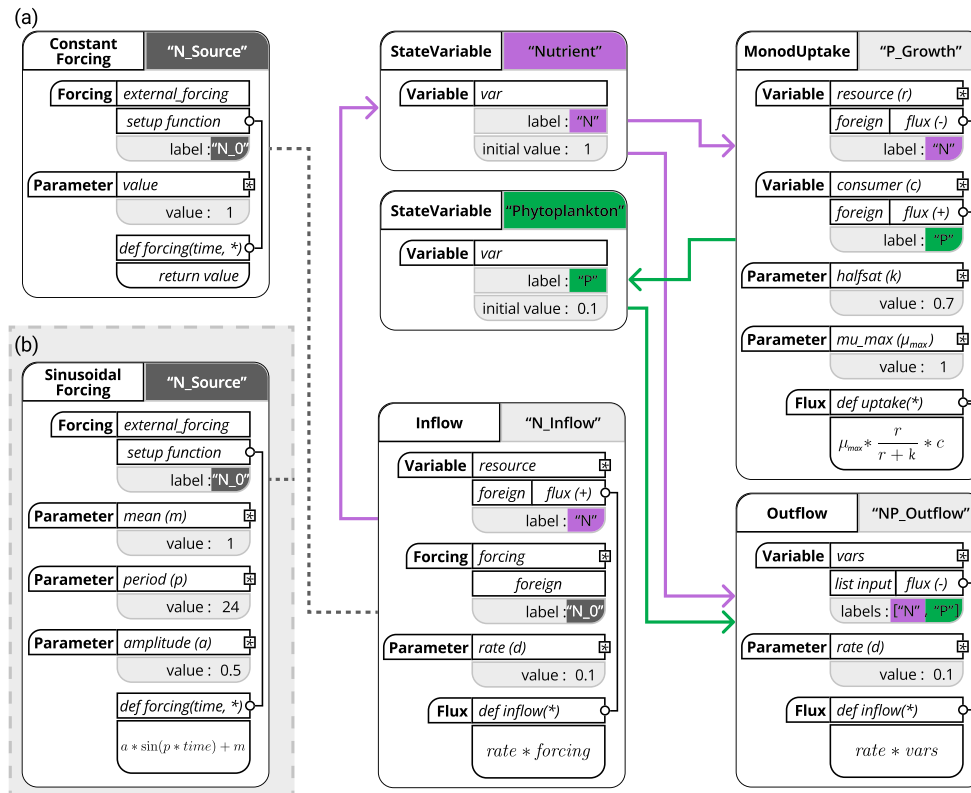 (a)
Constant
Forcing
“N_Source”
Forcing external_forcing
setup function
label : “N_0”
Parameter value *
value : 1
def forcing(time, *)
return value
(b)
Sinusoidal
Forcing
“N_Source”
Forcing external_forcing
setup function
label : “N_0”
Parameter mean (m) *
value : 1
Parameter period (p) *
value : 24
Parameter amplitude (a) *
value : 0.5
def forcing(time, *)
a * sin(p * time) + m
StateVariable “Nutrient”
Variable var
label : “N”
initial value : 1
StateVariable “Phytoplankton”
Variable var
label : “P”
initial value : 0.1
Inflow “N_Inflow”
Variable resource *
foreign flux (+)
label : “N”
Forcing forcing *
foreign
label : “N_0”
Parameter rate (d) *
value : 0.1
Flux def inflow(*)
rate * forcing
MonodUptake “P_Growth”
Variable resource (r) *
foreign flux (-)
label : “N”
Variable consumer (c) *
foreign flux (+)
label : “P”
Parameter halfsat (k) *
value : 0.7
Parameter mu_max (μmax) *
value : 1
Flux def uptake(*)
μmax * r / r + k * c
Outflow “NP_Outflow”
Variable vars *
list input flux (-)
labels : [“N”, “P”]
Parameter rate (d) *
value : 0.1
Flux def inflow(*)
rate * vars